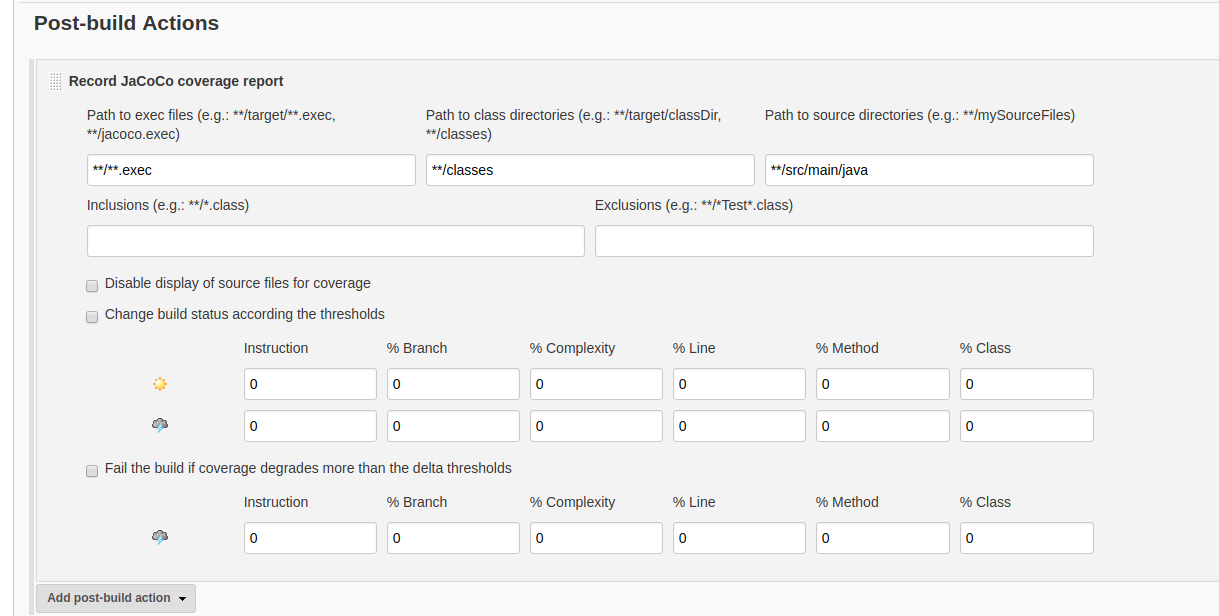 Post-build Actions
Record JaCoCo coverage report
Path to exec files (e.g.: **/target/**.exec, Path to class directories (e.g.: **/target/classDir, Path to source directories (e.g.: **/mySourceFiles)
**/jacoco.exec) **/classes)
**/**.exec **/classes **/src/main/java
Inclusions (e.g.: **/*.class) Exclusions (e.g.: **/*Test*.class)
Disable display of source files for coverage
Change build status according the thresholds
Instruction % Branch % Complexity % Line % Method % Class
0 0 0 0 0 0
0 0 0 0 0 0
Fail the build if coverage degrades more than the delta thresholds
Instruction % Branch % Complexity % Line % Method % Class
0 0 0 0 0 0
Add post-build action